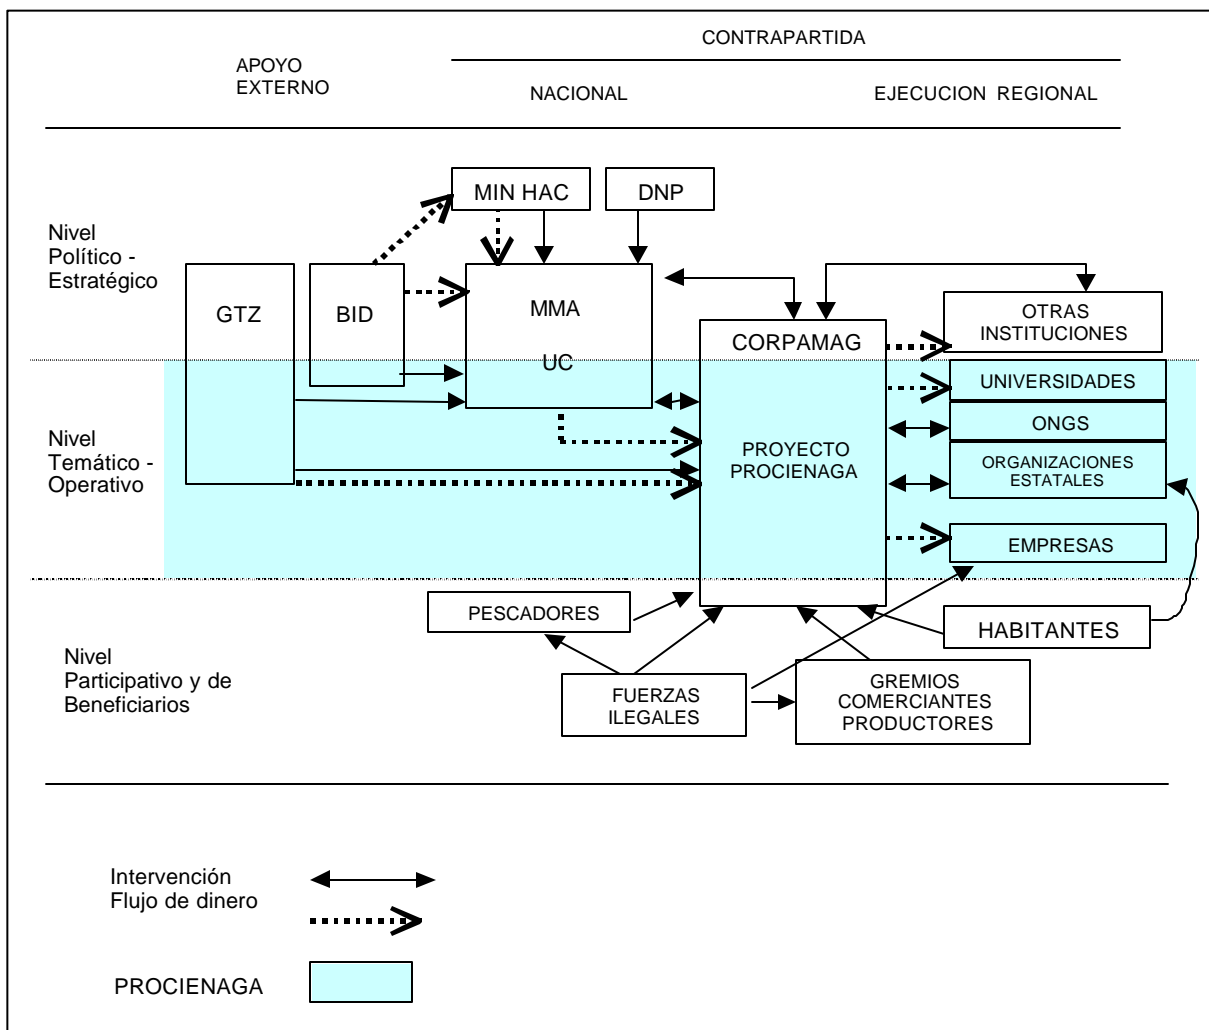 CONTRAPARTIDA
APOYO
EXTERNO
NACIONAL
EJECUCION REGIONAL
MIN HAC
DNP
Nivel
Político -
Estratégico
GTZ
BID
MMA
UC
CORPAMAG
OTRAS
INSTITUCIONES
UNIVERSIDADES
ONGS
ORGANIZACIONES
ESTATALES
Nivel
Temático -
Operativo
PROYECTO
PROCIENAGA
EMPRESAS
PESCADORES
HABITANTES
Nivel
Participativo y de
Beneficiarios
FUERZAS
ILEGALES
GREMIOS
COMERCIANTES
PRODUCTORES
Intervención
Flujo de dinero
PROCIENAGA